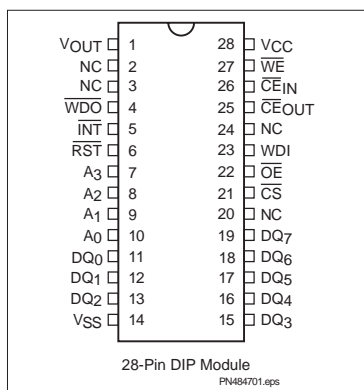 VOUT 1 28 VCC
NC 2 27 WE
NC 3 26 CEIN
WDO 4 25 CEOUT
INT 5 24 NC
RST 6 23 WDI
A3 7 22 OE
A2 8 21 CS
A1 9 20 NC
A0 10 19 DQ7
DQ0 11 18 DQ6
DQ1 12 17 DQ5
DQ2 13 16 DQ4
VSS 14 15 DQ3
28-Pin DIP Module
PN484701.eps